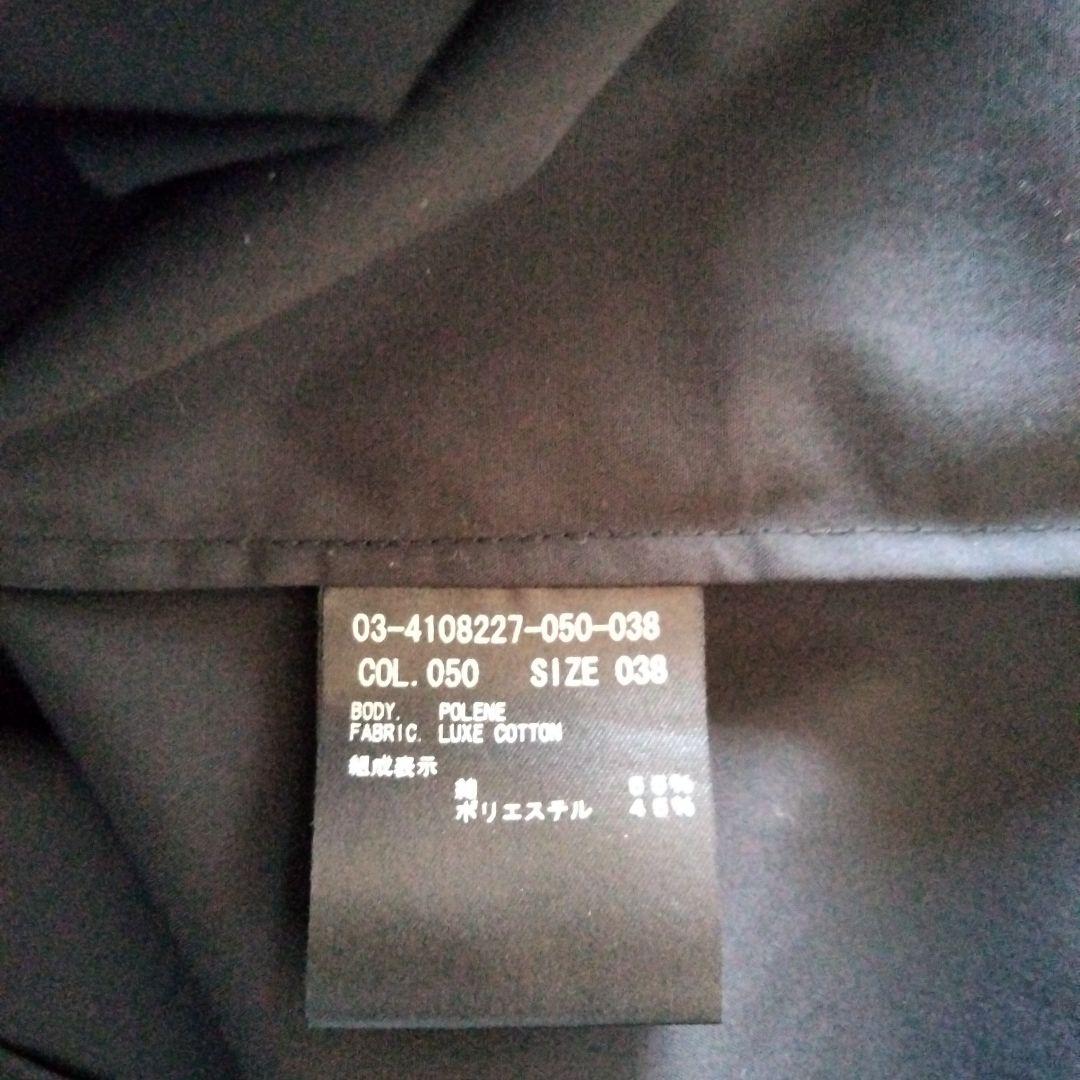 03-4108227-050-038
COL.050 SIZE 038
BODY. POLENE
FABRIC. LUXE COTTON
組成表示
綿
ポリエステル